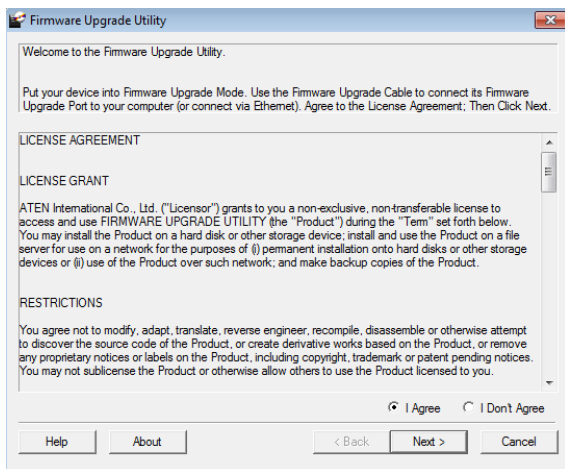 Firmware Upgrade Utility
Welcome to the Firmware Upgrade Utility.
Put your device into Firmware Upgrade Mode. Use the Firmware Upgrade Cable to connect its Firmware
Upgrade Port to your computer (or connect via Ethernet). Agree to the License Agreement; Then Click Next.
LICENSE AGREEMENT
LICENSE GRANT
ATEN International Co., Ltd. ("Licensor") grants to you a non-exclusive, non-transferable license to
access and use FIRMWARE UPGRADE UTILITY (the "Product") during the "Term" set forth below.
You may install the Product on a hard disk or other storage device; install and use the Product on a file
server for use on a network for the purposes of (i) permanent installation onto hard disks or other storage
devices or (ii) use of the Product over such network; and make backup copies of the Product.
RESTRICTIONS
You agree not to modify, adapt, translate, reverse engineer, recompile, disassemble or otherwise attempt
to discover the source code of the Product, or create derivative works based on the Product, or remove
any proprietary notices or labels on the Product, including copyright, trademark or patent pending notices.
You may not sublicense the Product or otherwise allow others to use the Product licensed to you.
I Agree I Don't Agree
Help About < Back Next > Cancel